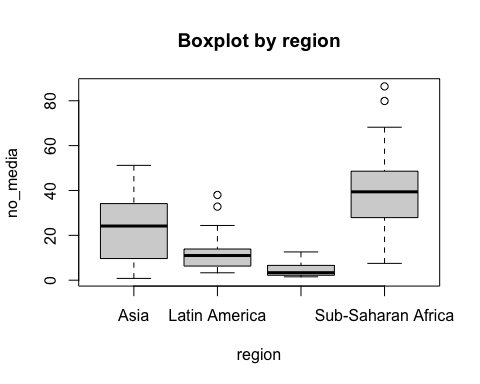 Boxplot by region
no_media
80
60
40
20
0
Asia Latin America Sub-Saharan Africa
region